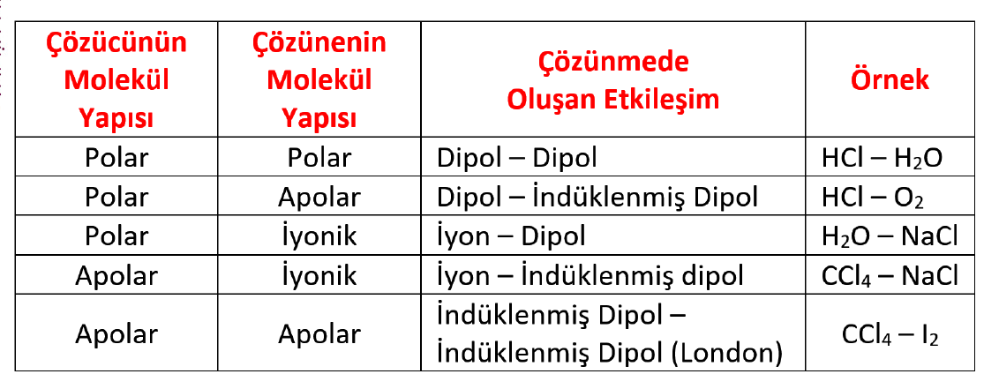 Çözücünün Molekül Yapısı | Çözünenin Molekül Yapısı | Çözünmede Oluşan Etkileşim | Örnek
Polar | Polar | Dipol – Dipol | HCl – H₂O
Polar | Apolar | Dipol – İndüklenmiş Dipol | HCl – O₂
Polar | İyonik | İyon – Dipol | H₂O – NaCl
Apolar | İyonik | İyon – İndüklenmiş dipol | CCl₄ – NaCl
Apolar | Apolar | İndüklenmiş Dipol – İndüklenmiş Dipol (London) | CCl₄ – I₂